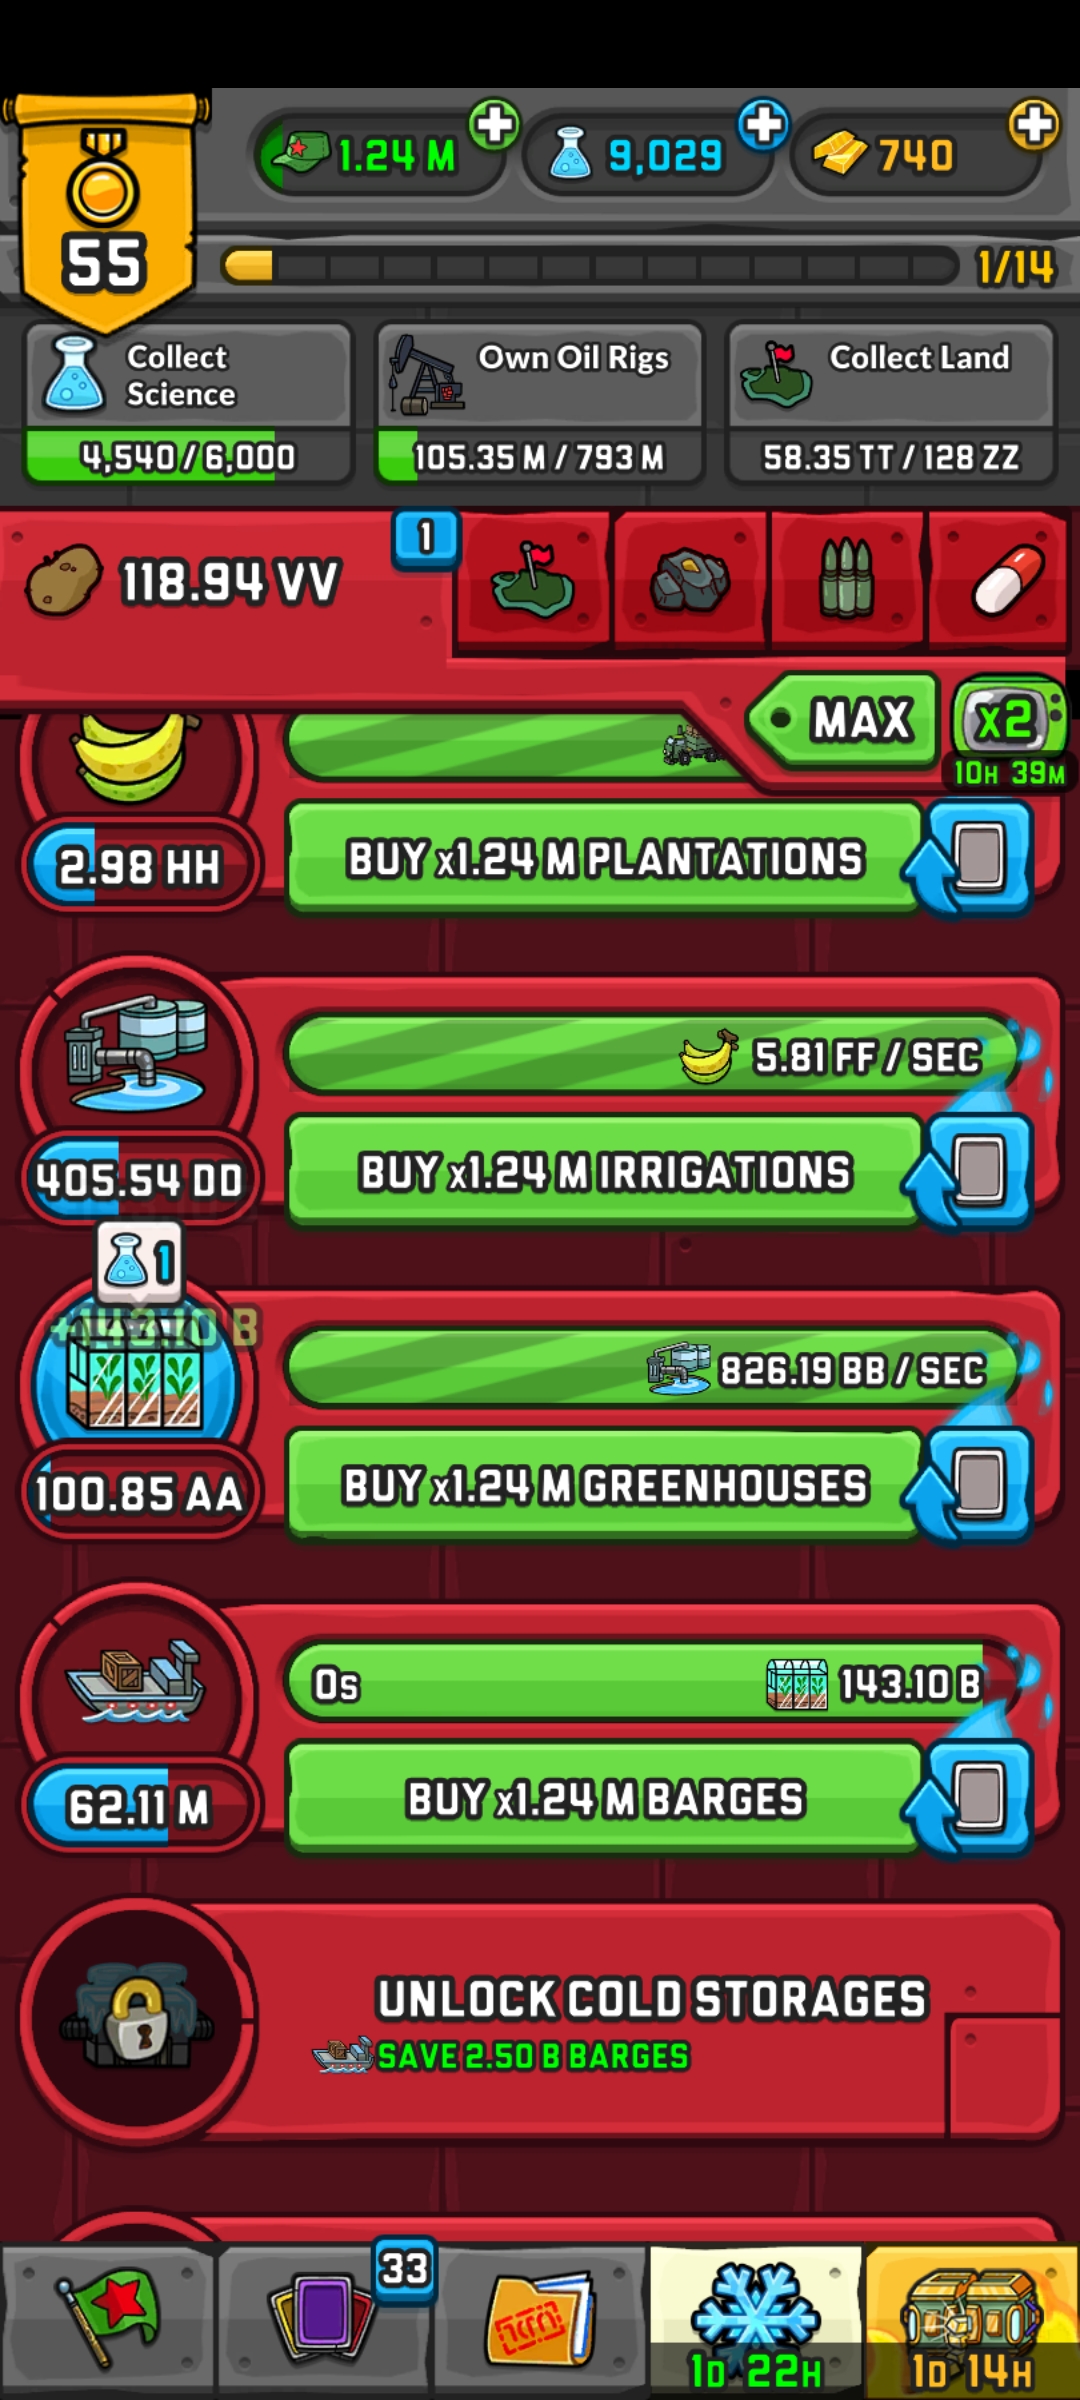 55
1.24 M
9,029
740
1/14
Collect
Science
4,540/6,000
Own Oil Rigs
105.35 M/793 M
Collect Land
58.35 TT/128 ZZ
118.94 VV
1
MAX
x2
10H 39M
2.98 HH
BUY x1.24 M PLANTATIONS
5.81 FF/SEC
405.54 DD
BUY x1.24 M IRRIGATIONS
1
+143.10 B
826.19 BB/SEC
100.85 AA
BUY x1.24 M GREENHOUSES
0s
143.10 B
62.11 M
BUY x1.24 M BARGES
UNLOCK COLD STORAGES
SAVE 2.50 B BARGES
33
1D 22H
1D 14H